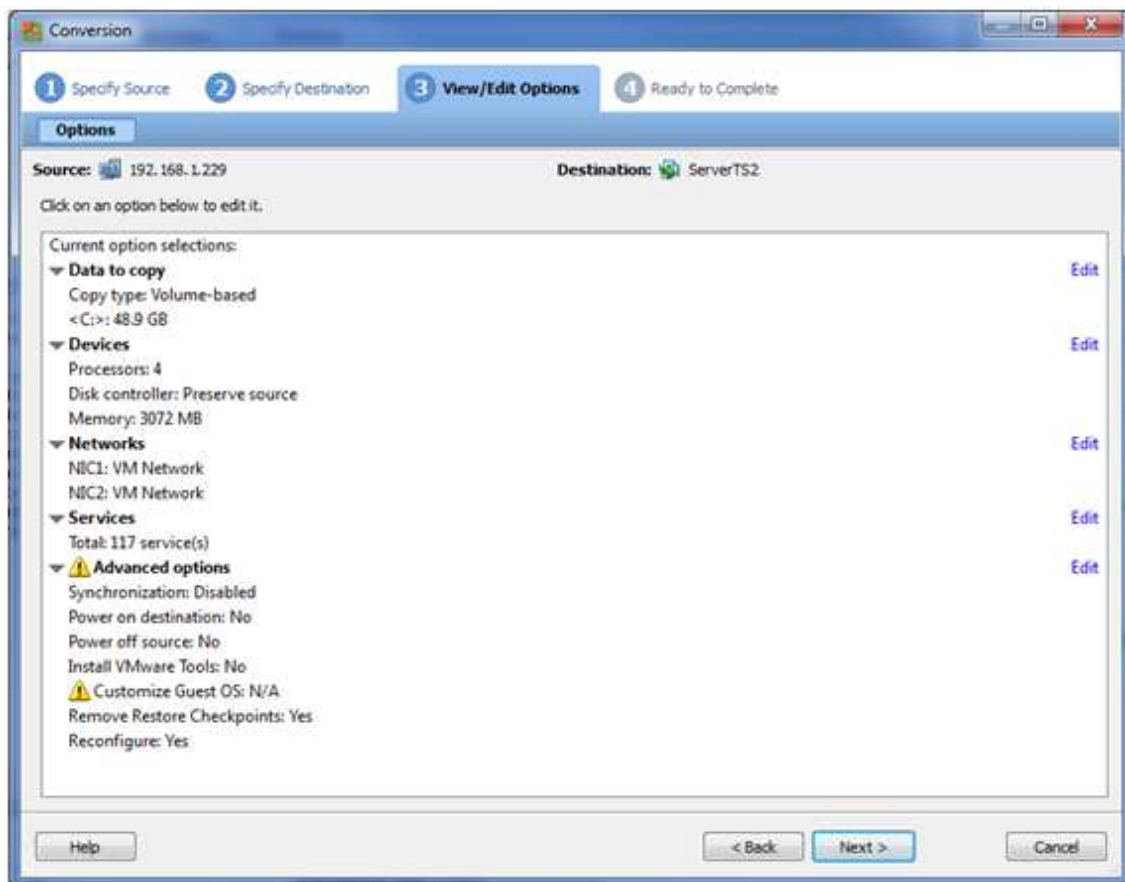 Conversion
1 Specify Source 2 Specify Destination 3 View/Edit Options 4 Ready to Complete
Options
Source: 192.168.1.229 Destination: ServerTS2
Click on an option below to edit it.
Current option selections:
Data to copy Edit
Copy type: Volume-based
<C:>: 48.9 GB
Devices Edit
Processors: 4
Disk controller: Preserve source
Memory: 3072 MB
Networks Edit
NIC1: VM Network
NIC2: VM Network
Services Edit
Total: 117 service(s)
Advanced options Edit
Synchronization: Disabled
Power on destination: No
Power off source: No
Install VMware Tools: No
Customize Guest OS: N/A
Remove Restore Checkpoints: Yes
Reconfigure: Yes
Help < Back Next > Cancel